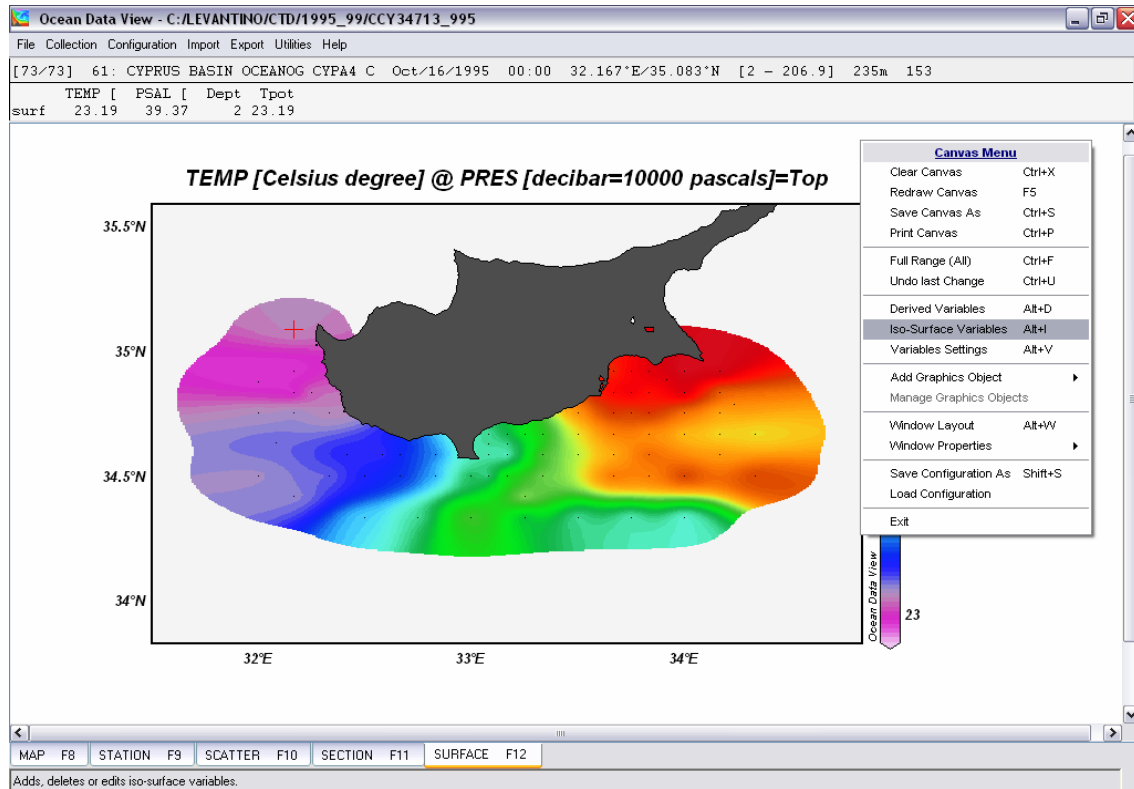 Ocean Data View - C:/LEVANTINO/CTD/1995_99/CCY34713_995
File Collection Configuration Import Export Utilities Help
[73/73] 61: CYPRUS BASIN OCEANOG CYPA4 C Oct/16/1995 00:00 32.167°E/35.083°N [2 - 206.9] 235m 153
TEMP [ PSAL [ Dept Tpot
surf 23.19 39.37 2 23.19
TEMP [Celsius degree] @ PRES [decibar=10000 pascals]=Top
35.5°N
35°N
34.5°N
34°N
32°E 33°E 34°E
Ocean Data View
23
Canvas Menu
Clear Canvas Ctrl+X
Redraw Canvas F5
Save Canvas As Ctrl+S
Print Canvas Ctrl+P
Full Range (All) Ctrl+F
Undo last Change Ctrl+U
Derived Variables Alt+D
Iso-Surface Variables Alt+I
Variables Settings Alt+V
Add Graphics Object
Manage Graphics Objects
Window Layout Alt+W
Window Properties
Save Configuration As Shift+S
Load Configuration
Exit
MAP F8 STATION F9 SCATTER F10 SECTION F11 SURFACE F12
Adds, deletes or edits iso-surface variables.